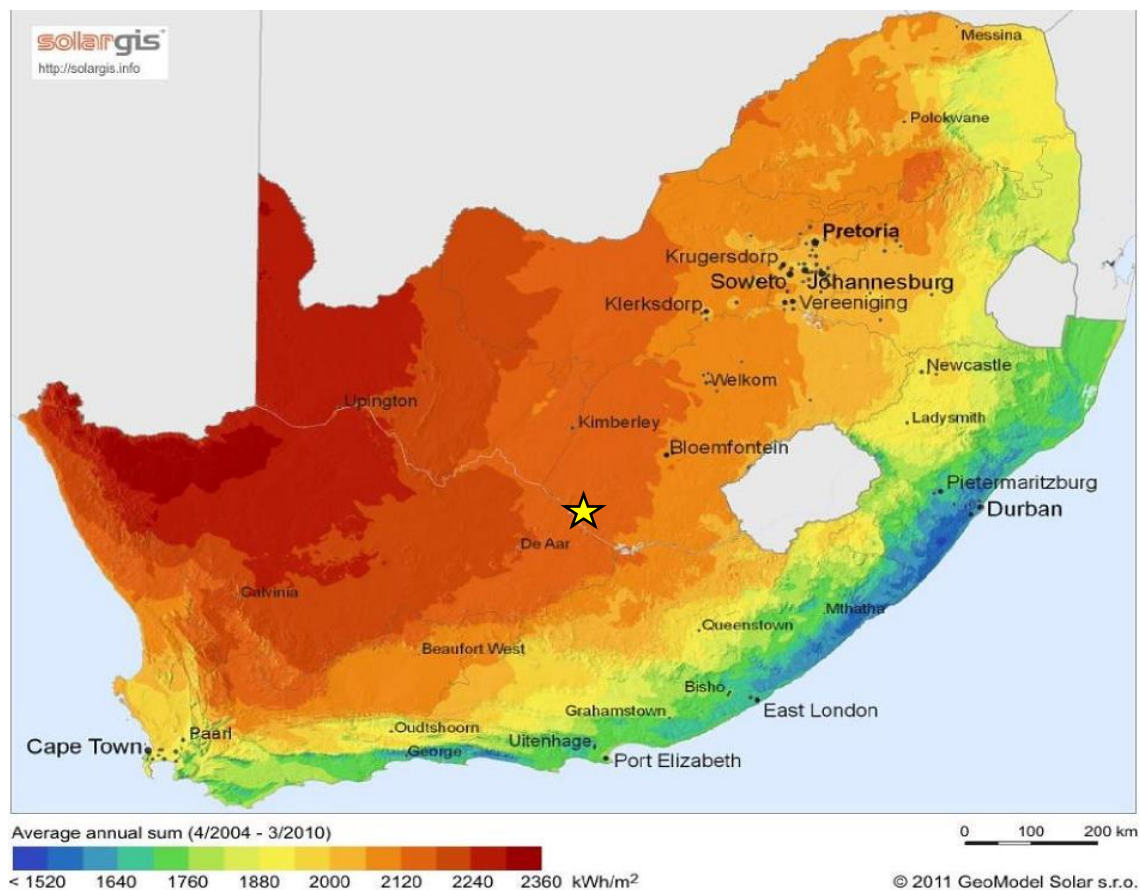 sollargis
http://solargis.info
Messina
Polokwane
Pretoria
Krugersdorp
Soweto Johannesburg
Klerksdorp Vereeniging
Newcastle
Welkom
Upington
Ladysmith
Kimberley
Bloemfontein
Pietermaritzburg
Durban
De Aar
Calvinia
Mthatha
Queenstown
Beaufort West
Bisho
Grahamstown East London
Oudtshoorn
Paarl
Uitenhage
Cape Town George
Port Elizabeth
Average annual sum (4/2004 - 3/2010)
0 100 200 km
< 1520 1640 1760 1880 2000 2120 2240 2360 kWh/m²
© 2011 GeoModel Solar s.r.o.